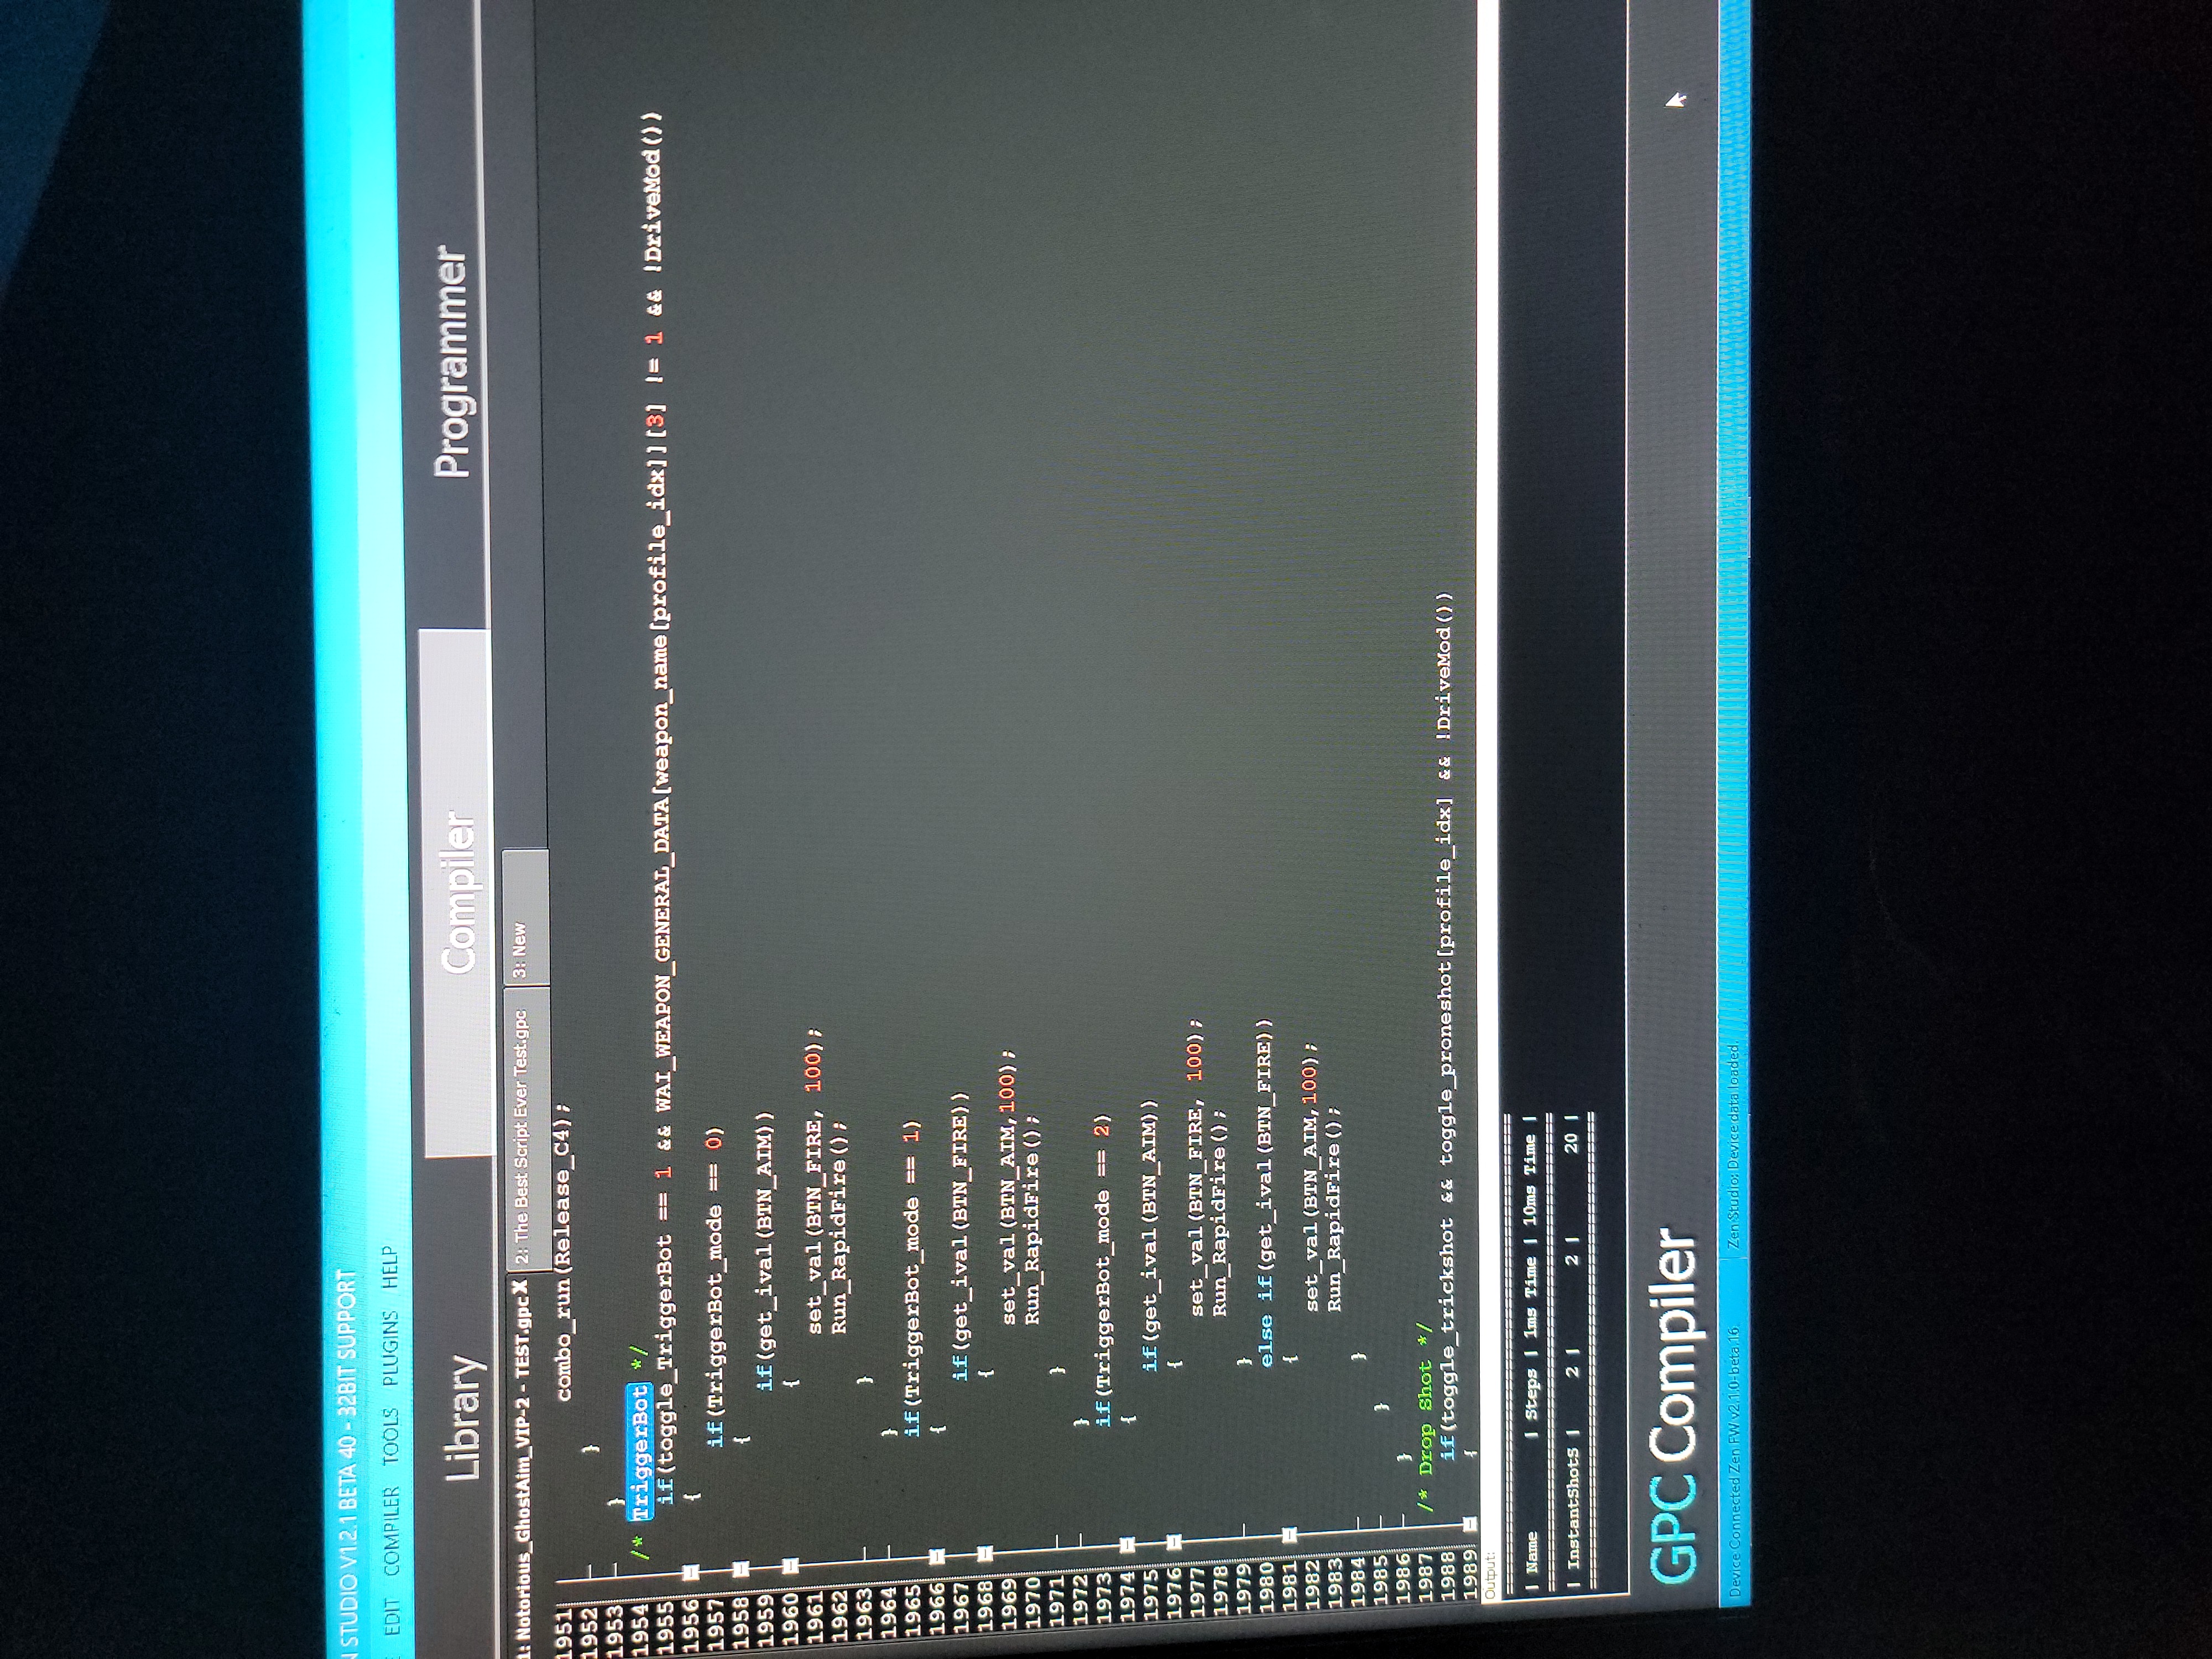 N STUDIO V1.2.1 BETA 40 - 32BIT SUPPORT
EDIT COMPILER TOOLS PLUGINS HELP
Library Compiler Programmer
1: Notorious_GhostAim_VIP-2 - TEST.gpc X 2: The Best Script Ever Test.gpc 3: New
1951 combo_run(Release_C4);
1952 }
1953 }
1954 /* TriggerBot */
1955 if(toggle_TriggerBot == 1 && WAI_WEAPON_GENERAL_DATA[weapon_name[profile_idx]][3] != 1 && !DriveMod())
1956 {
1957 if(TriggerBot_mode == 0)
1958 {
1959 if(get_ival(BTN_AIM))
1960 {
1961 set_val(BTN_FIRE, 100);
1962 Run_RapidFire();
1963 }
1964 }
1965 if(TriggerBot_mode == 1)
1966 {
1967 if(get_ival(BTN_FIRE))
1968 {
1969 set_val(BTN_AIM,100);
1970 Run_RapidFire();
1971 }
1972 }
1973 if(TriggerBot_mode == 2)
1974 {
1975 if(get_ival(BTN_AIM))
1976 {
1977 set_val(BTN_FIRE, 100);
1978 Run_RapidFire();
1979 }
1980 else if(get_ival(BTN_FIRE))
1981 {
1982 set_val(BTN_AIM,100);
1983 Run_RapidFire();
1984 }
1985 }
1986 }
1987 /* Drop Shot */
1988 if(toggle_trickshot && toggle_proneshot[profile_idx] && !DriveMod())
1989 {
Output:
| Name | Steps | 1ms Time | 10ms Time |
| InstantShotS | 2 | 2 | 20 |
GPC Compiler
Device Connected Zen FW v2.1.0-beta 16 Zen Studio: Device data loaded.